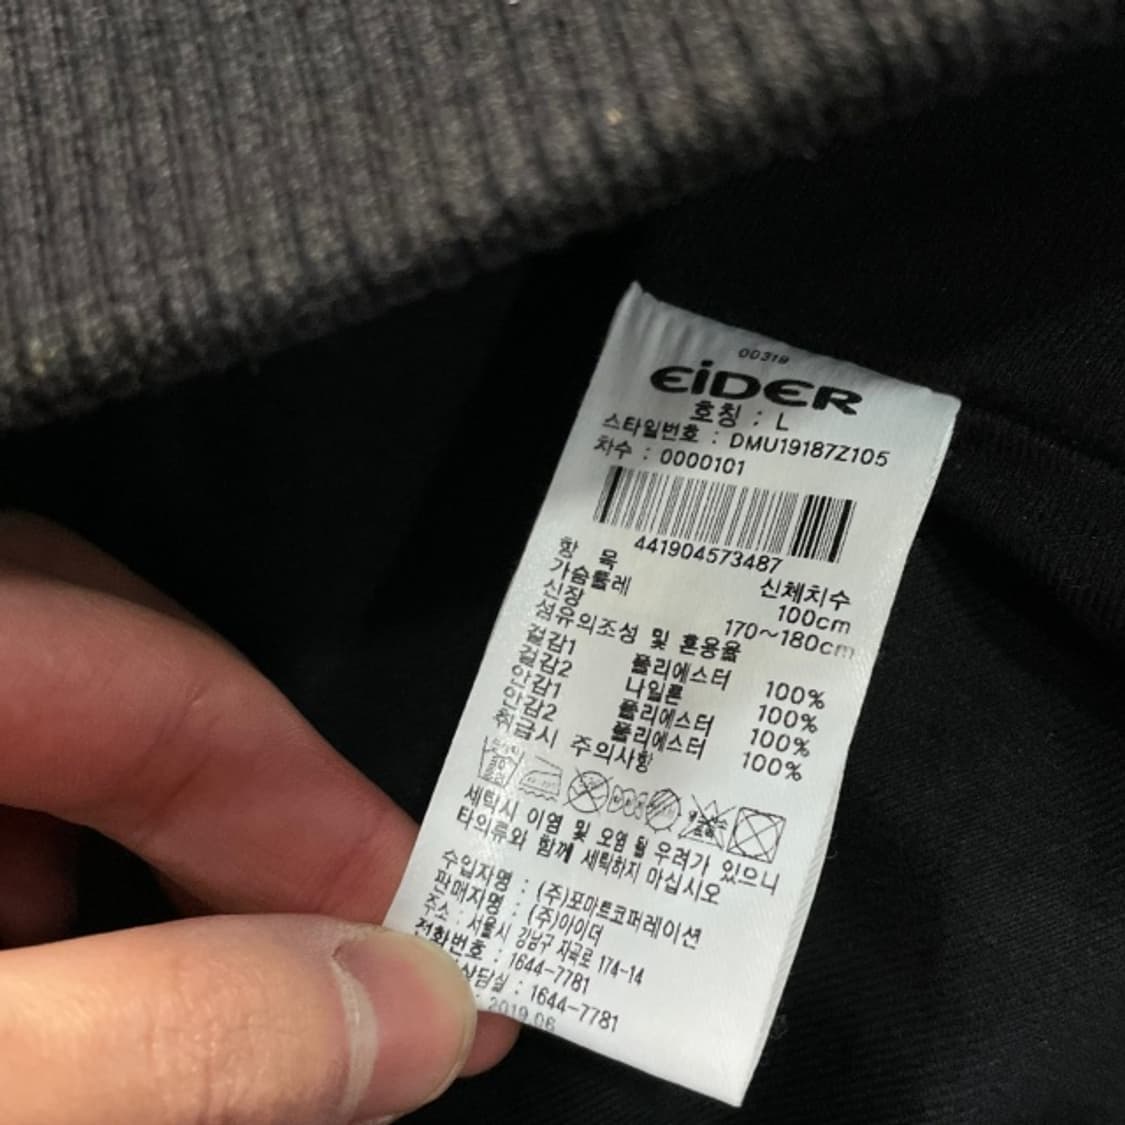 00319
EiDER
호칭 : L
스타일번호 : DMU19187Z105
차수 : 0000101
441904573487
항 목 신체치수
가슴둘레 100cm
신장 170~180cm
섬유의조성 및 혼용율
겉감1 폴리에스터 100%
겉감2 나일론 100%
안감1 폴리에스터 100%
안감2 폴리에스터 100%
취급시 주의사항
세탁시 이염 및 오염 될 우려가 있으니
타의류와 함께 세탁하지 마십시오
수입자명 : (주)포마트코퍼레이션
판매자명 : (주)아이더
주소 : 서울시 강남구 자곡로 174-14
전화번호 : 1644-7781
상담실 : 1644-7781
: 2019.06